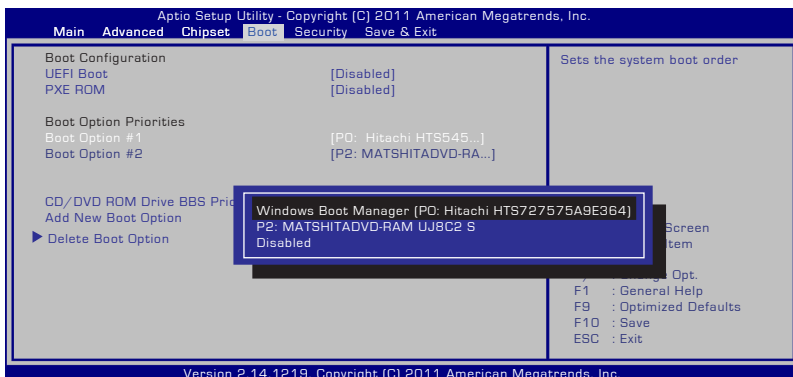 Aptio Setup Utility - Copyright (C) 2011 American Megatrends, Inc.
Main Advanced Chipset Boot Security Save & Exit
Boot Configuration
UEFI Boot [Disabled]
PXE ROM [Disabled]
Boot Option Priorities
Boot Option #1 [P0: Hitachi HTS545...]
Boot Option #2 [P2: MATSHITADVD-RA...]
CD/DVD ROM Drive BBS
Add New Boot Option
Delete Boot Option
Windows Boot Manager (P0: Hitachi HTS727575A9E364)
P2: MATSHITADVD-RAM UJ8C2 S
Disabled
Sets the system boot order
Screen
Item
Opt.
F1 : General Help
F9 : Optimized Defaults
F10 : Save
ESC : Exit
Version 2.14.1219. Copyright (C) 2011 American Megatrends, Inc.